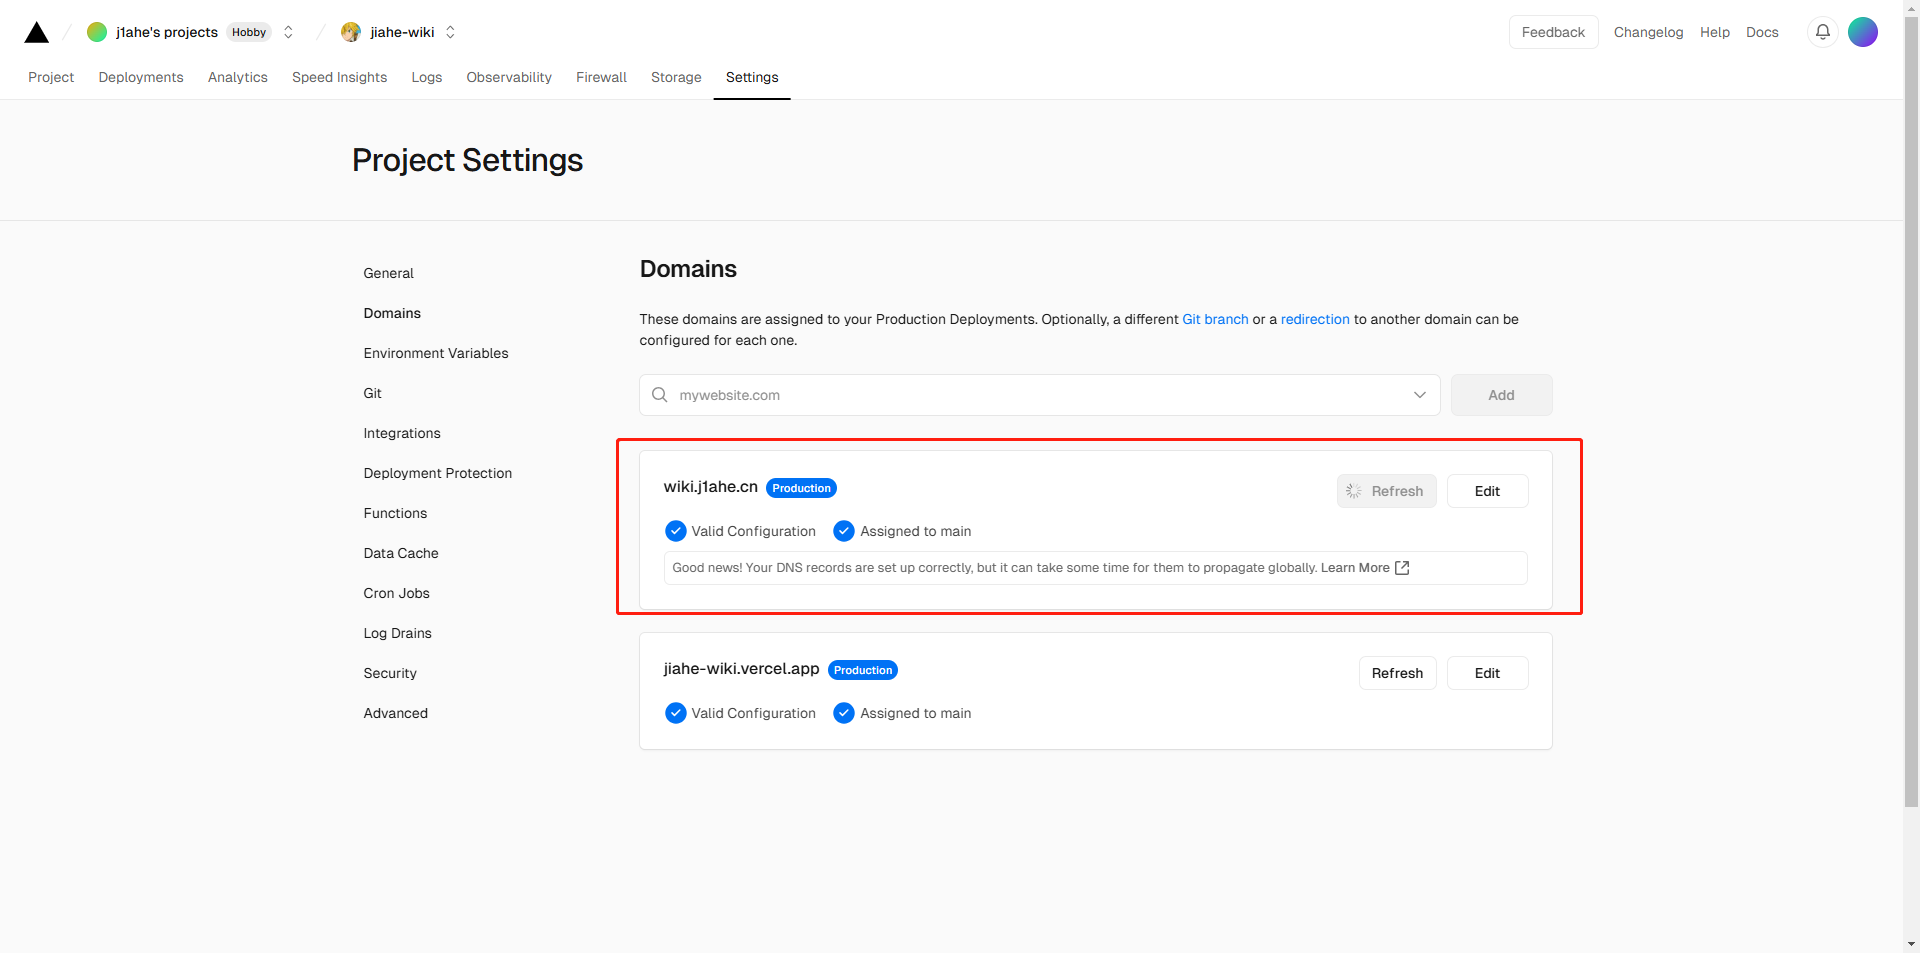 j1ahe's projects Hobby
jiahe-wiki
Feedback
Changelog
Help
Docs
Project
Deployments
Analytics
Speed Insights
Logs
Observability
Firewall
Storage
Settings
Project Settings
General
Domains
Environment Variables
Git
Integrations
Deployment Protection
Functions
Data Cache
Cron Jobs
Log Drains
Security
Advanced
Domains
These domains are assigned to your Production Deployments. Optionally, a different Git branch or a redirection to another domain can be
configured for each one.
mywebsite.com
Add
wiki.j1ahe.cn Production
Refresh
Edit
Valid Configuration
Assigned to main
Good news! Your DNS records are set up correctly, but it can take some time for them to propagate globally. Learn More
jiahe-wiki.vercel.app Production
Refresh
Edit
Valid Configuration
Assigned to main